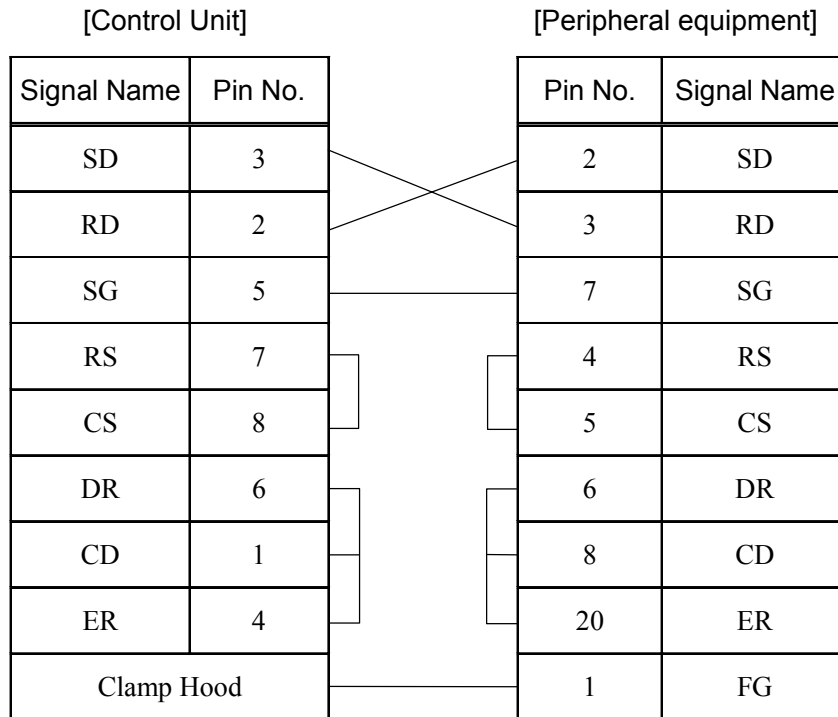 [Control Unit] [Peripheral equipment]
Signal Name Pin No. Pin No. Signal Name
SD 3 2 SD
RD 2 3 RD
SG 5 7 SG
RS 7 4 RS
CS 8 5 CS
DR 6 6 DR
CD 1 8 CD
ER 4 20 ER
Clamp Hood 1 FG